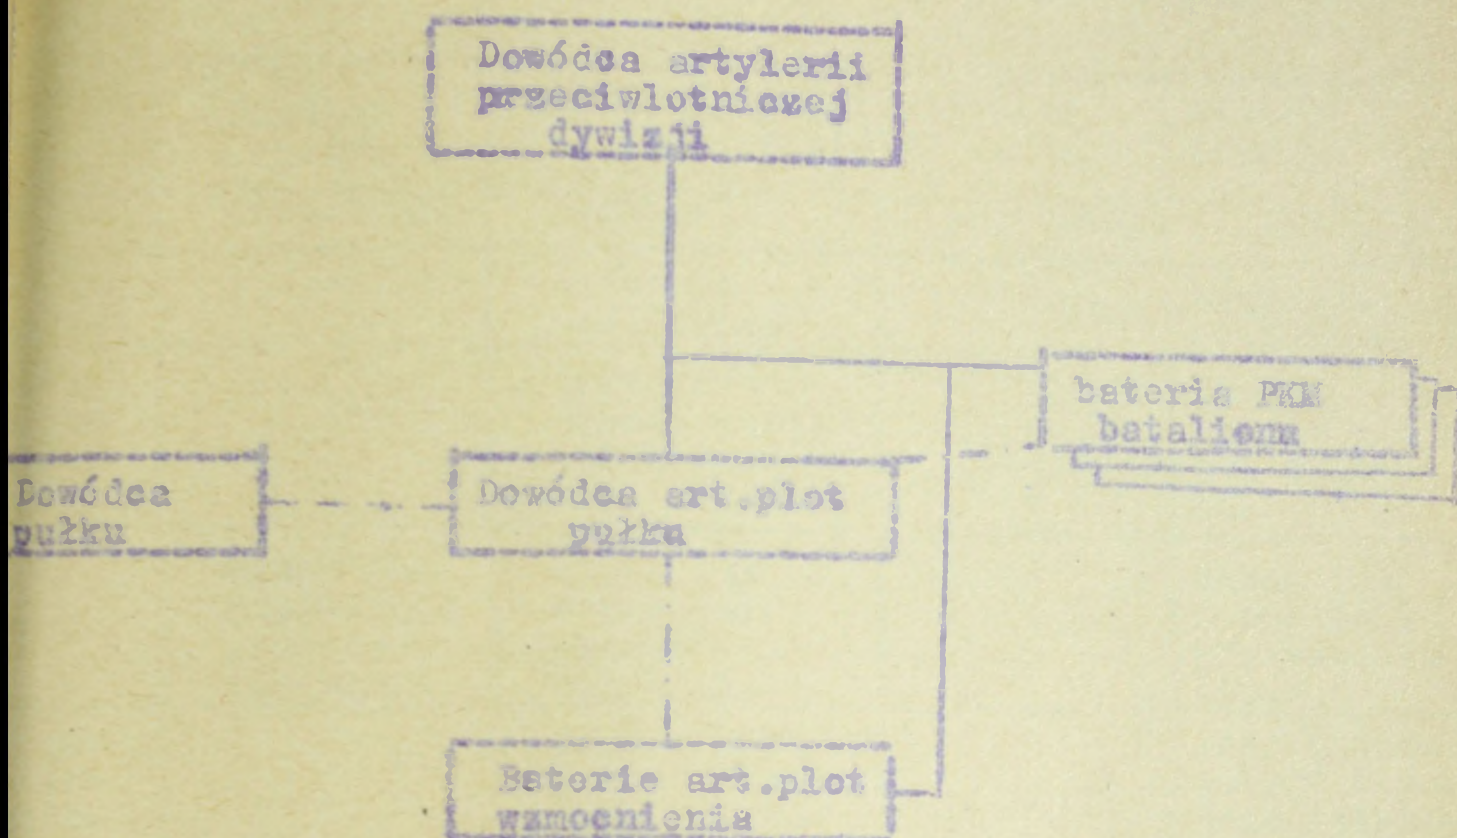 Dowódca artylerii
przeciwlotniczej
dywizji
bateria PKM
batalionu
Dowódca
pułku
Dowódca art.plot
pułku
Baterie art.plot
wzmocnienia